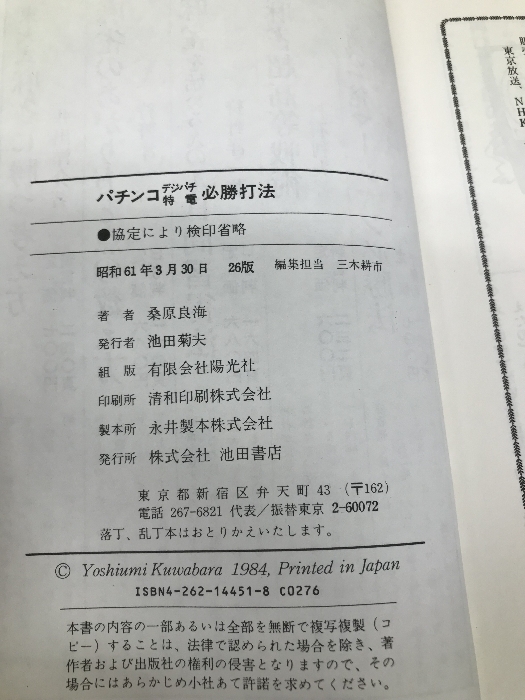 パチンコデジパチ特電必勝打法
●協定により検印省略
昭和61年3月30日 26版 編集担当 三木耕市
著者 桑原良海
発行者 池田菊夫
組版 有限会社陽光社
印刷所 清和印刷株式会社
製本所 永井製本株式会社
発行所 株式会社 池田書店
東京都新宿区弁天町43（〒162）
電話 267-6821 代表／振替東京 2-60072
落丁、乱丁本はおとりかえいたします。
© Yoshiumi Kuwabara 1984, Printed in Japan
ISBN4-262-14451-8 C0276
本書の内容の一部あるいは全部を無断で複写複製（コ
ピー）することは、法律で認められた場合を除き、著
作者および出版社の権利の侵害となりますので、その
場合にはあらかじめ小社あて許諾を求めてください。
東京放送、